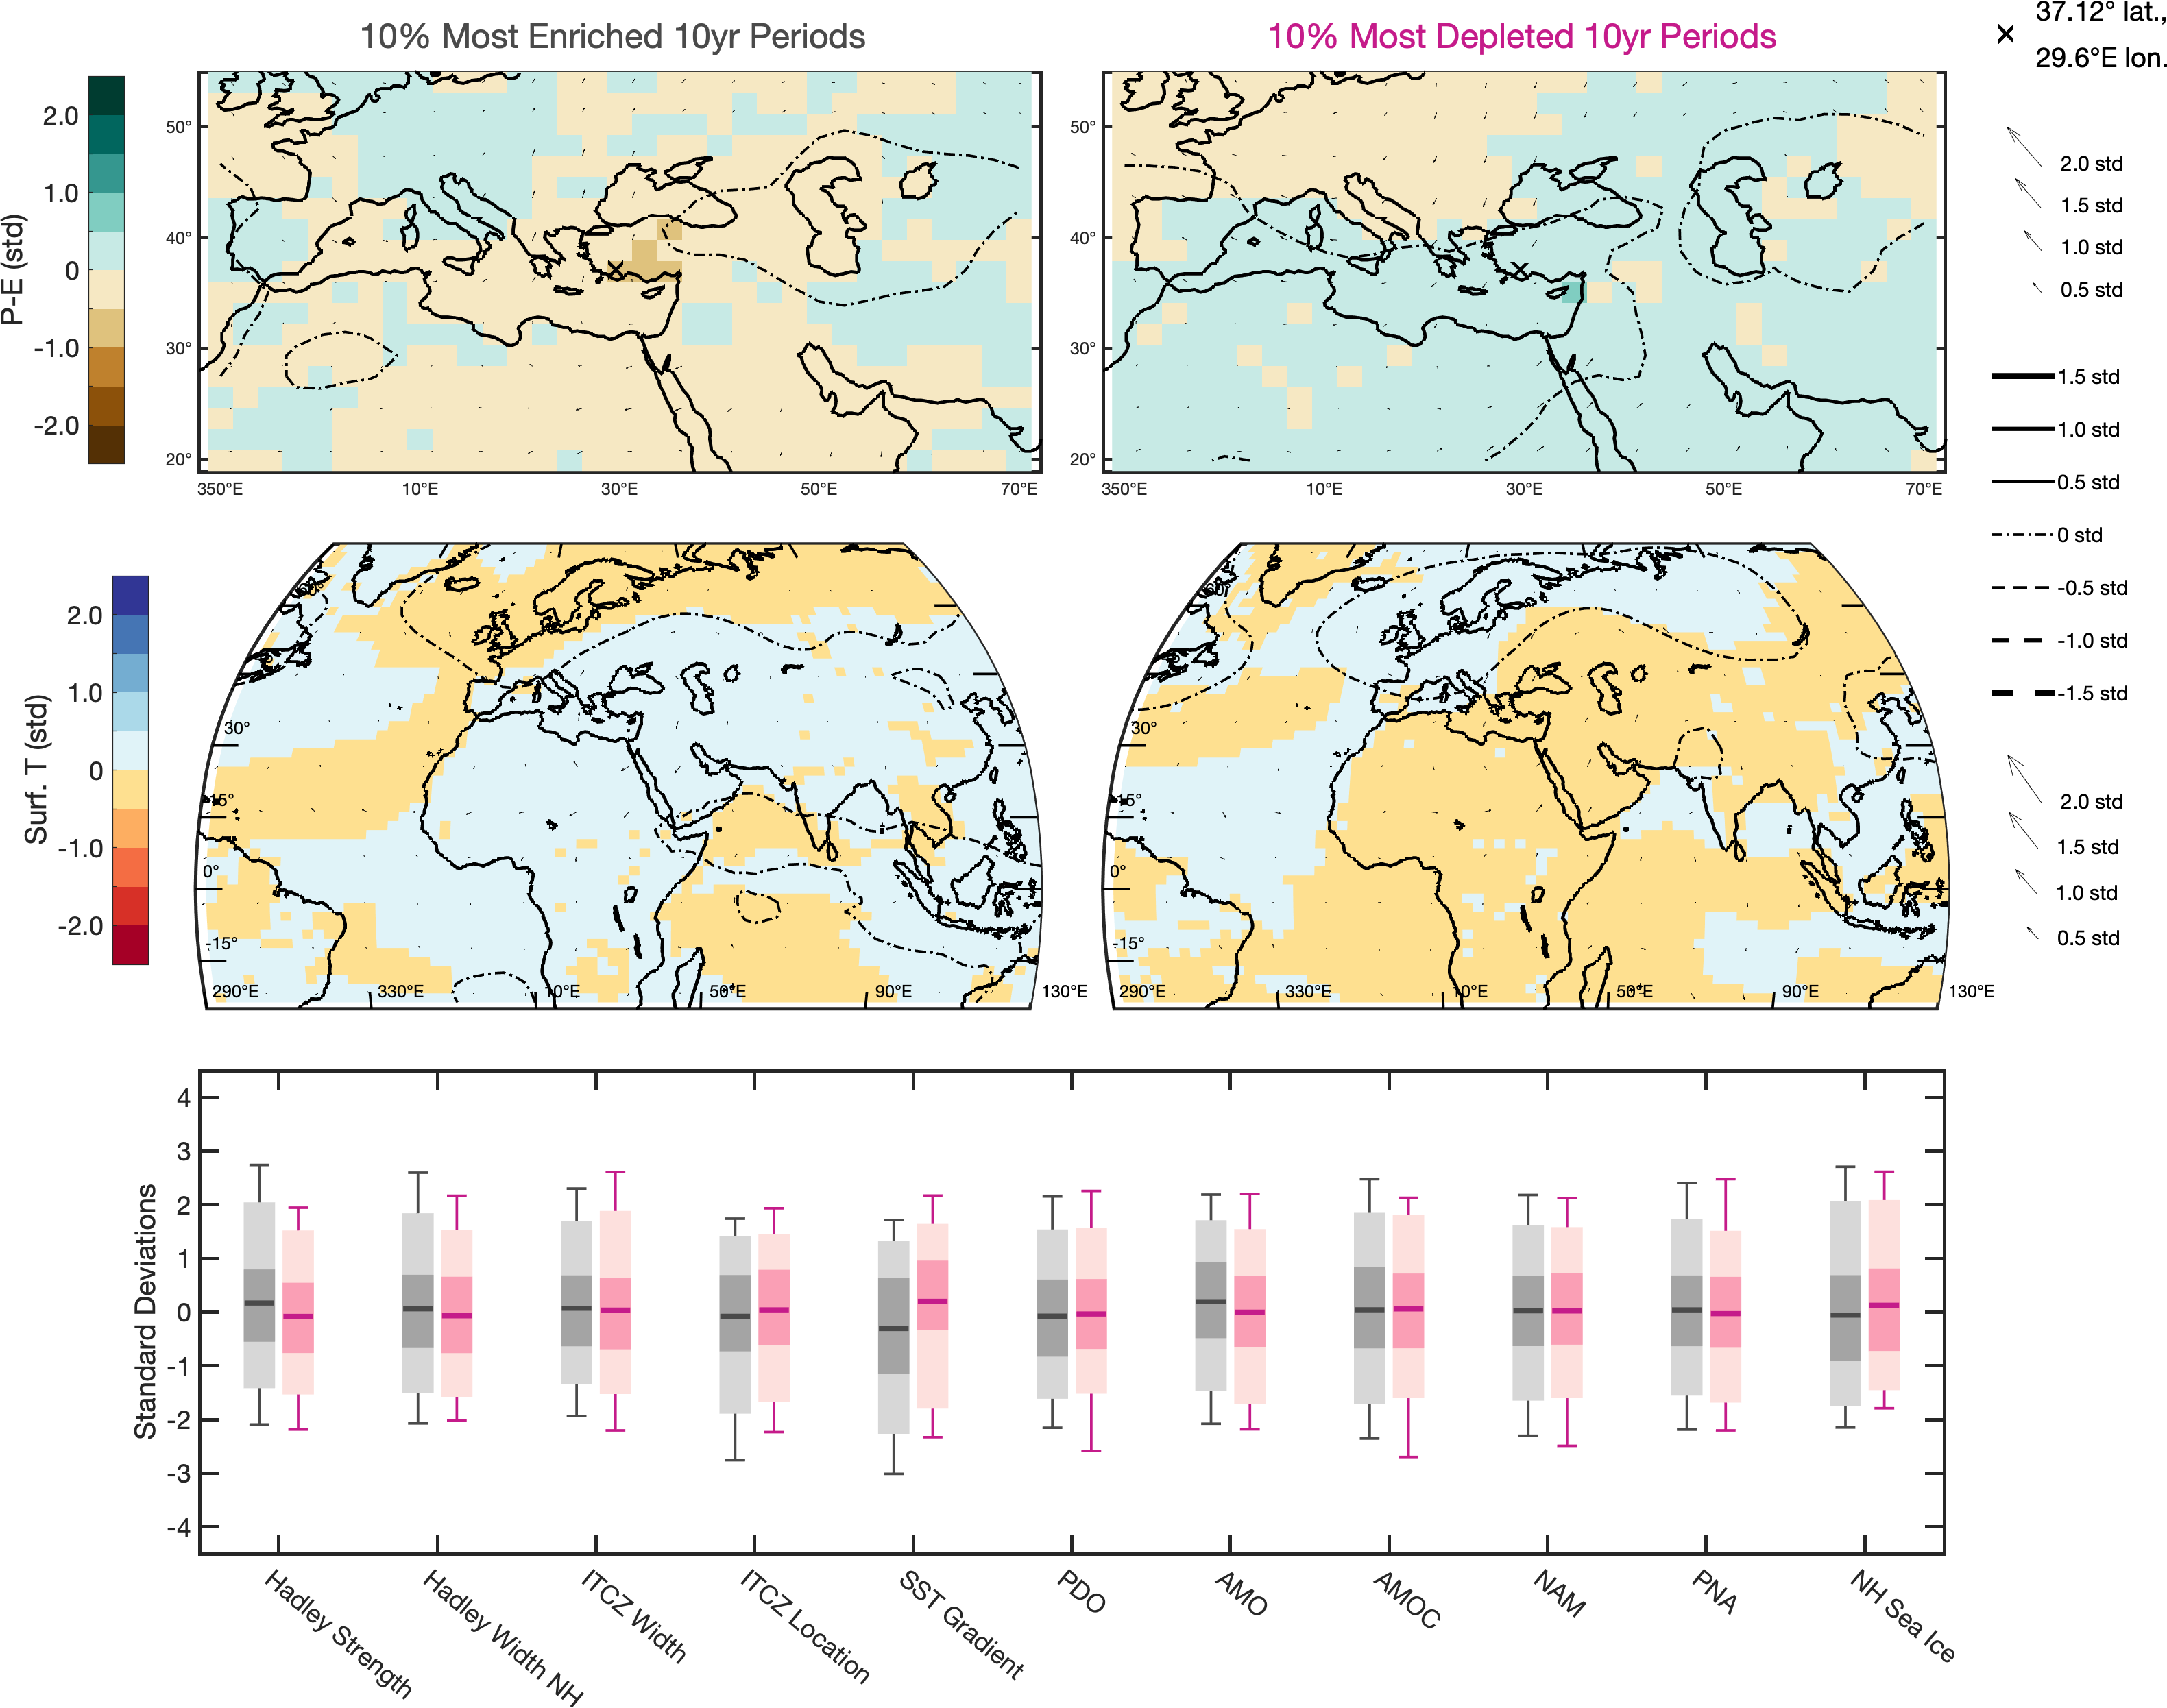 10% Most Enriched 10yr Periods
10% Most Depleted 10yr Periods
37.12° lat.,
29.6°E lon.
P-E (std)
2.0
1.0
0
-1.0
-2.0
50°
40°
30°
20°
350°E 10°E 30°E 50°E 70°E
50°
40°
30°
20°
350°E 10°E 30°E 50°E 70°E
2.0 std
1.5 std
1.0 std
0.5 std
1.5 std
1.0 std
0.5 std
0 std
-0.5 std
-1.0 std
-1.5 std
Surf. T (std)
2.0
1.0
0
-1.0
-2.0
60°
30°
15°
0°
-15°
290°E 330°E 10°E 50°E 90°E 130°E
60°
30°
15°
0°
-15°
290°E 330°E 10°E 50°E 90°E 130°E
2.0 std
1.5 std
1.0 std
0.5 std
Standard Deviations
4
3
2
1
0
-1
-2
-3
-4
Hadley Strength
Hadley Width NH
ITCZ Width
ITCZ Location
SST Gradient
PDO
AMO
AMOC
NAM
PNA
NH Sea Ice